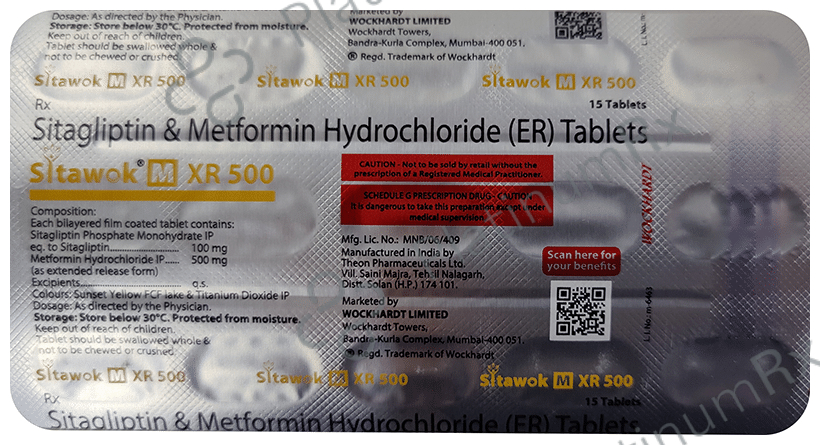 Dosage: As directed by the Physician.
Storage: Store below 30°C. Protected from moisture.
Keep out of reach of children.
Tablet should be swallowed whole &
not to be chewed or crushed.
Marketed by
WOCKHARDT LIMITED
Wockhardt Towers,
Bandra-Kurla Complex, Mumbai-400 051.
® Regd. Trademark of Wockhardt
Sitawok M XR 500
Sitawok M XR 500
Sitawok M XR 500
Rx
15 Tablets
Sitagliptin & Metformin Hydrochloride (ER) Tablets
Sitawok® M XR 500
Composition:
Each bilayered film coated tablet contains:
Sitagliptin Phosphate Monohydrate IP
eq. to Sitagliptin.................... 100 mg
Metformin Hydrochloride IP...... 500 mg
(as extended release form)
Excipients.............................. q.s.
Colours: Sunset Yellow FCF lake & Titanium Dioxide IP
Dosage: As directed by the Physician.
Storage: Store below 30°C. Protected from moisture.
Keep out of reach of children.
Tablet should be swallowed whole &
not to be chewed or crushed.
CAUTION - Not to be sold by retail without the
prescription of a Registered Medical Practitioner.
SCHEDULE G PRESCRIPTION DRUG - CAUTION
It is dangerous to take this preparation except under
medical supervision
Mfg. Lic. No.: MNB/06/409
Manufactured in India by
Theon Pharmaceuticals Ltd.
Vill. Saini Majra, Tehsil Nalagarh,
Distt. Solan (H.P.) 174 101.
Marketed by
WOCKHARDT LIMITED
Wockhardt Towers,
Bandra-Kurla Complex, Mumbai-400 051.
® Regd. Trademark of Wockhardt
Scan here for
your benefits
WOCKHARDT
L.I.No.: m-6463
Sitawok M XR 500
Sitawok M XR 500
Sitawok M XR 500
Rx
15 Tablets
Sitagliptin & Metformin Hydrochloride (ER) Tablets
PlatinumRx